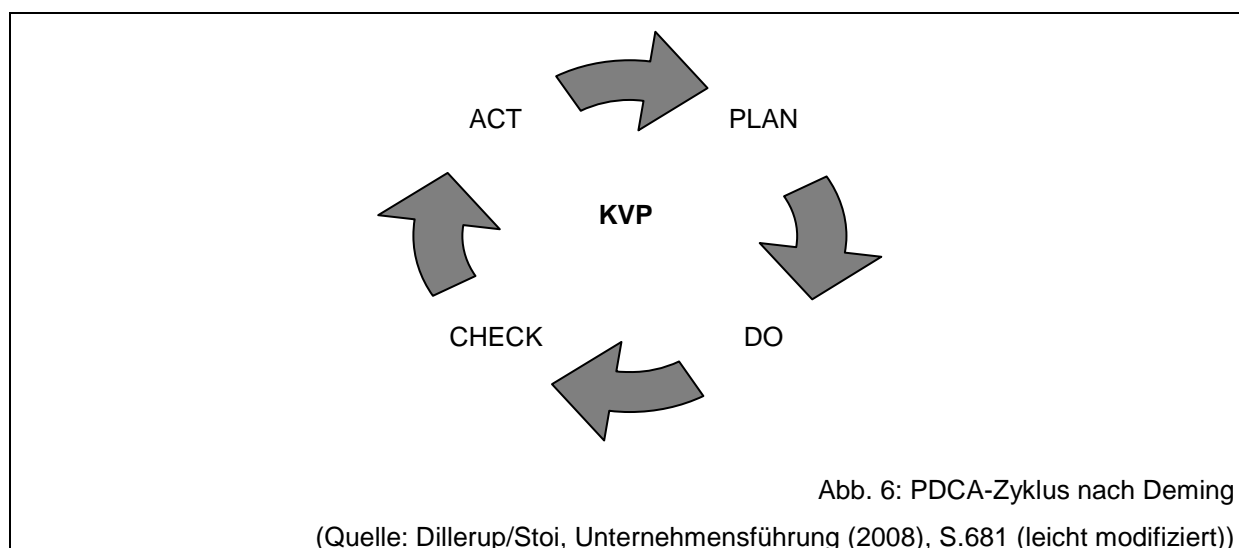 ACT PLAN
KVP
CHECK DO
Abb. 6: PDCA-Zyklus nach Deming
(Quelle: Dillerup/Stoi, Unternehmensführung (2008), S.681 (leicht modifiziert))